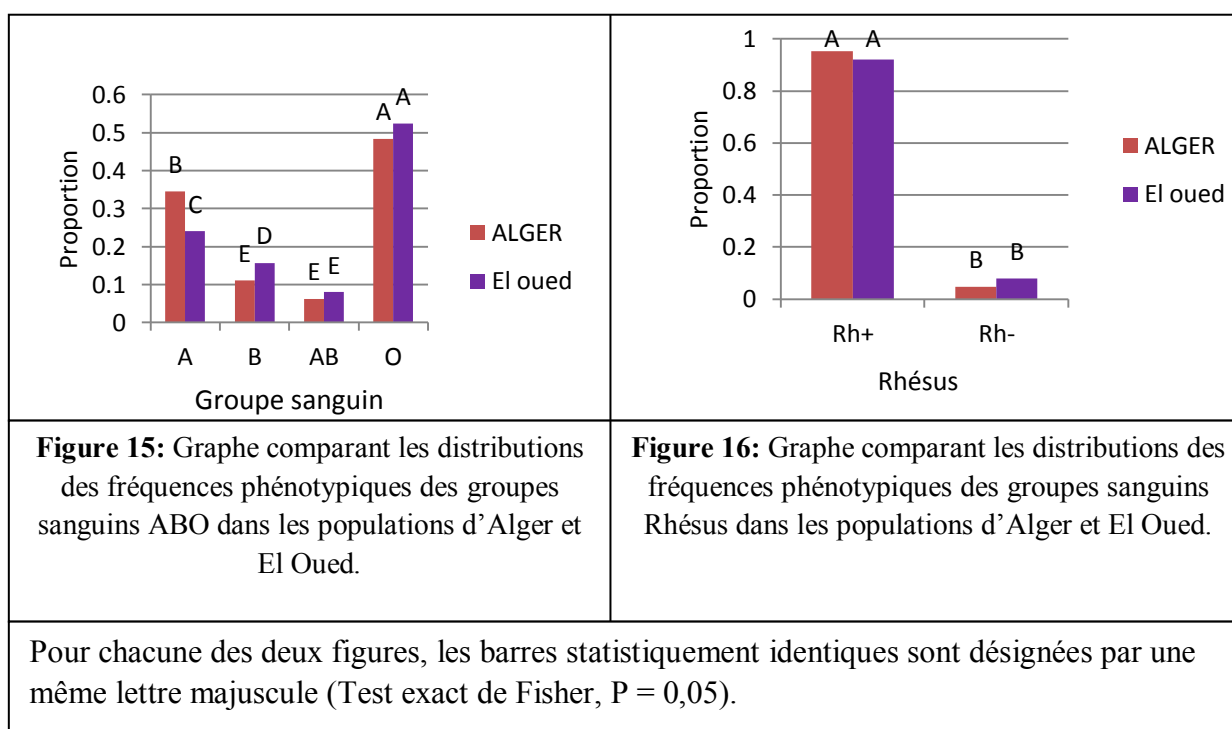 0.6
0.5
0.4
0.3
0.2
0.1
0
Proportion
B
C
E
D
E
E
A
A
A
B
AB
O
Groupe sanguin
ALGER
El oued
1
0.8
0.6
0.4
0.2
0
Proportion
A
A
B
B
Rh+
Rh-
Rhésus
ALGER
El oued
Figure 15: Graphe comparant les distributions
des fréquences phénotypiques des groupes
sanguins ABO dans les populations d’Alger et
El Oued.
Figure 16: Graphe comparant les distributions des
fréquences phénotypiques des groupes sanguins
Rhésus dans les populations d’Alger et El Oued.
Pour chacune des deux figures, les barres statistiquement identiques sont désignées par une
même lettre majuscule (Test exact de Fisher, P = 0,05).